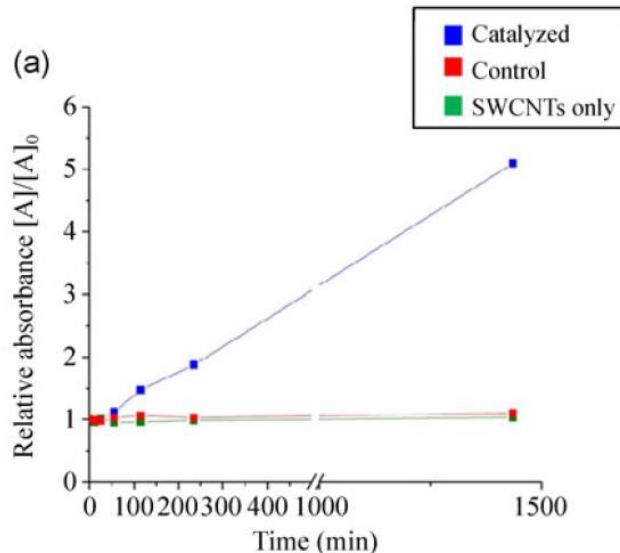 (a)
Catalyzed
Control
SWCNTs only
Relative absorbance [A]/[A]₀
6
5
4
3
2
1
0
0 100 200 300 400 500 1000 1500
Time (min)